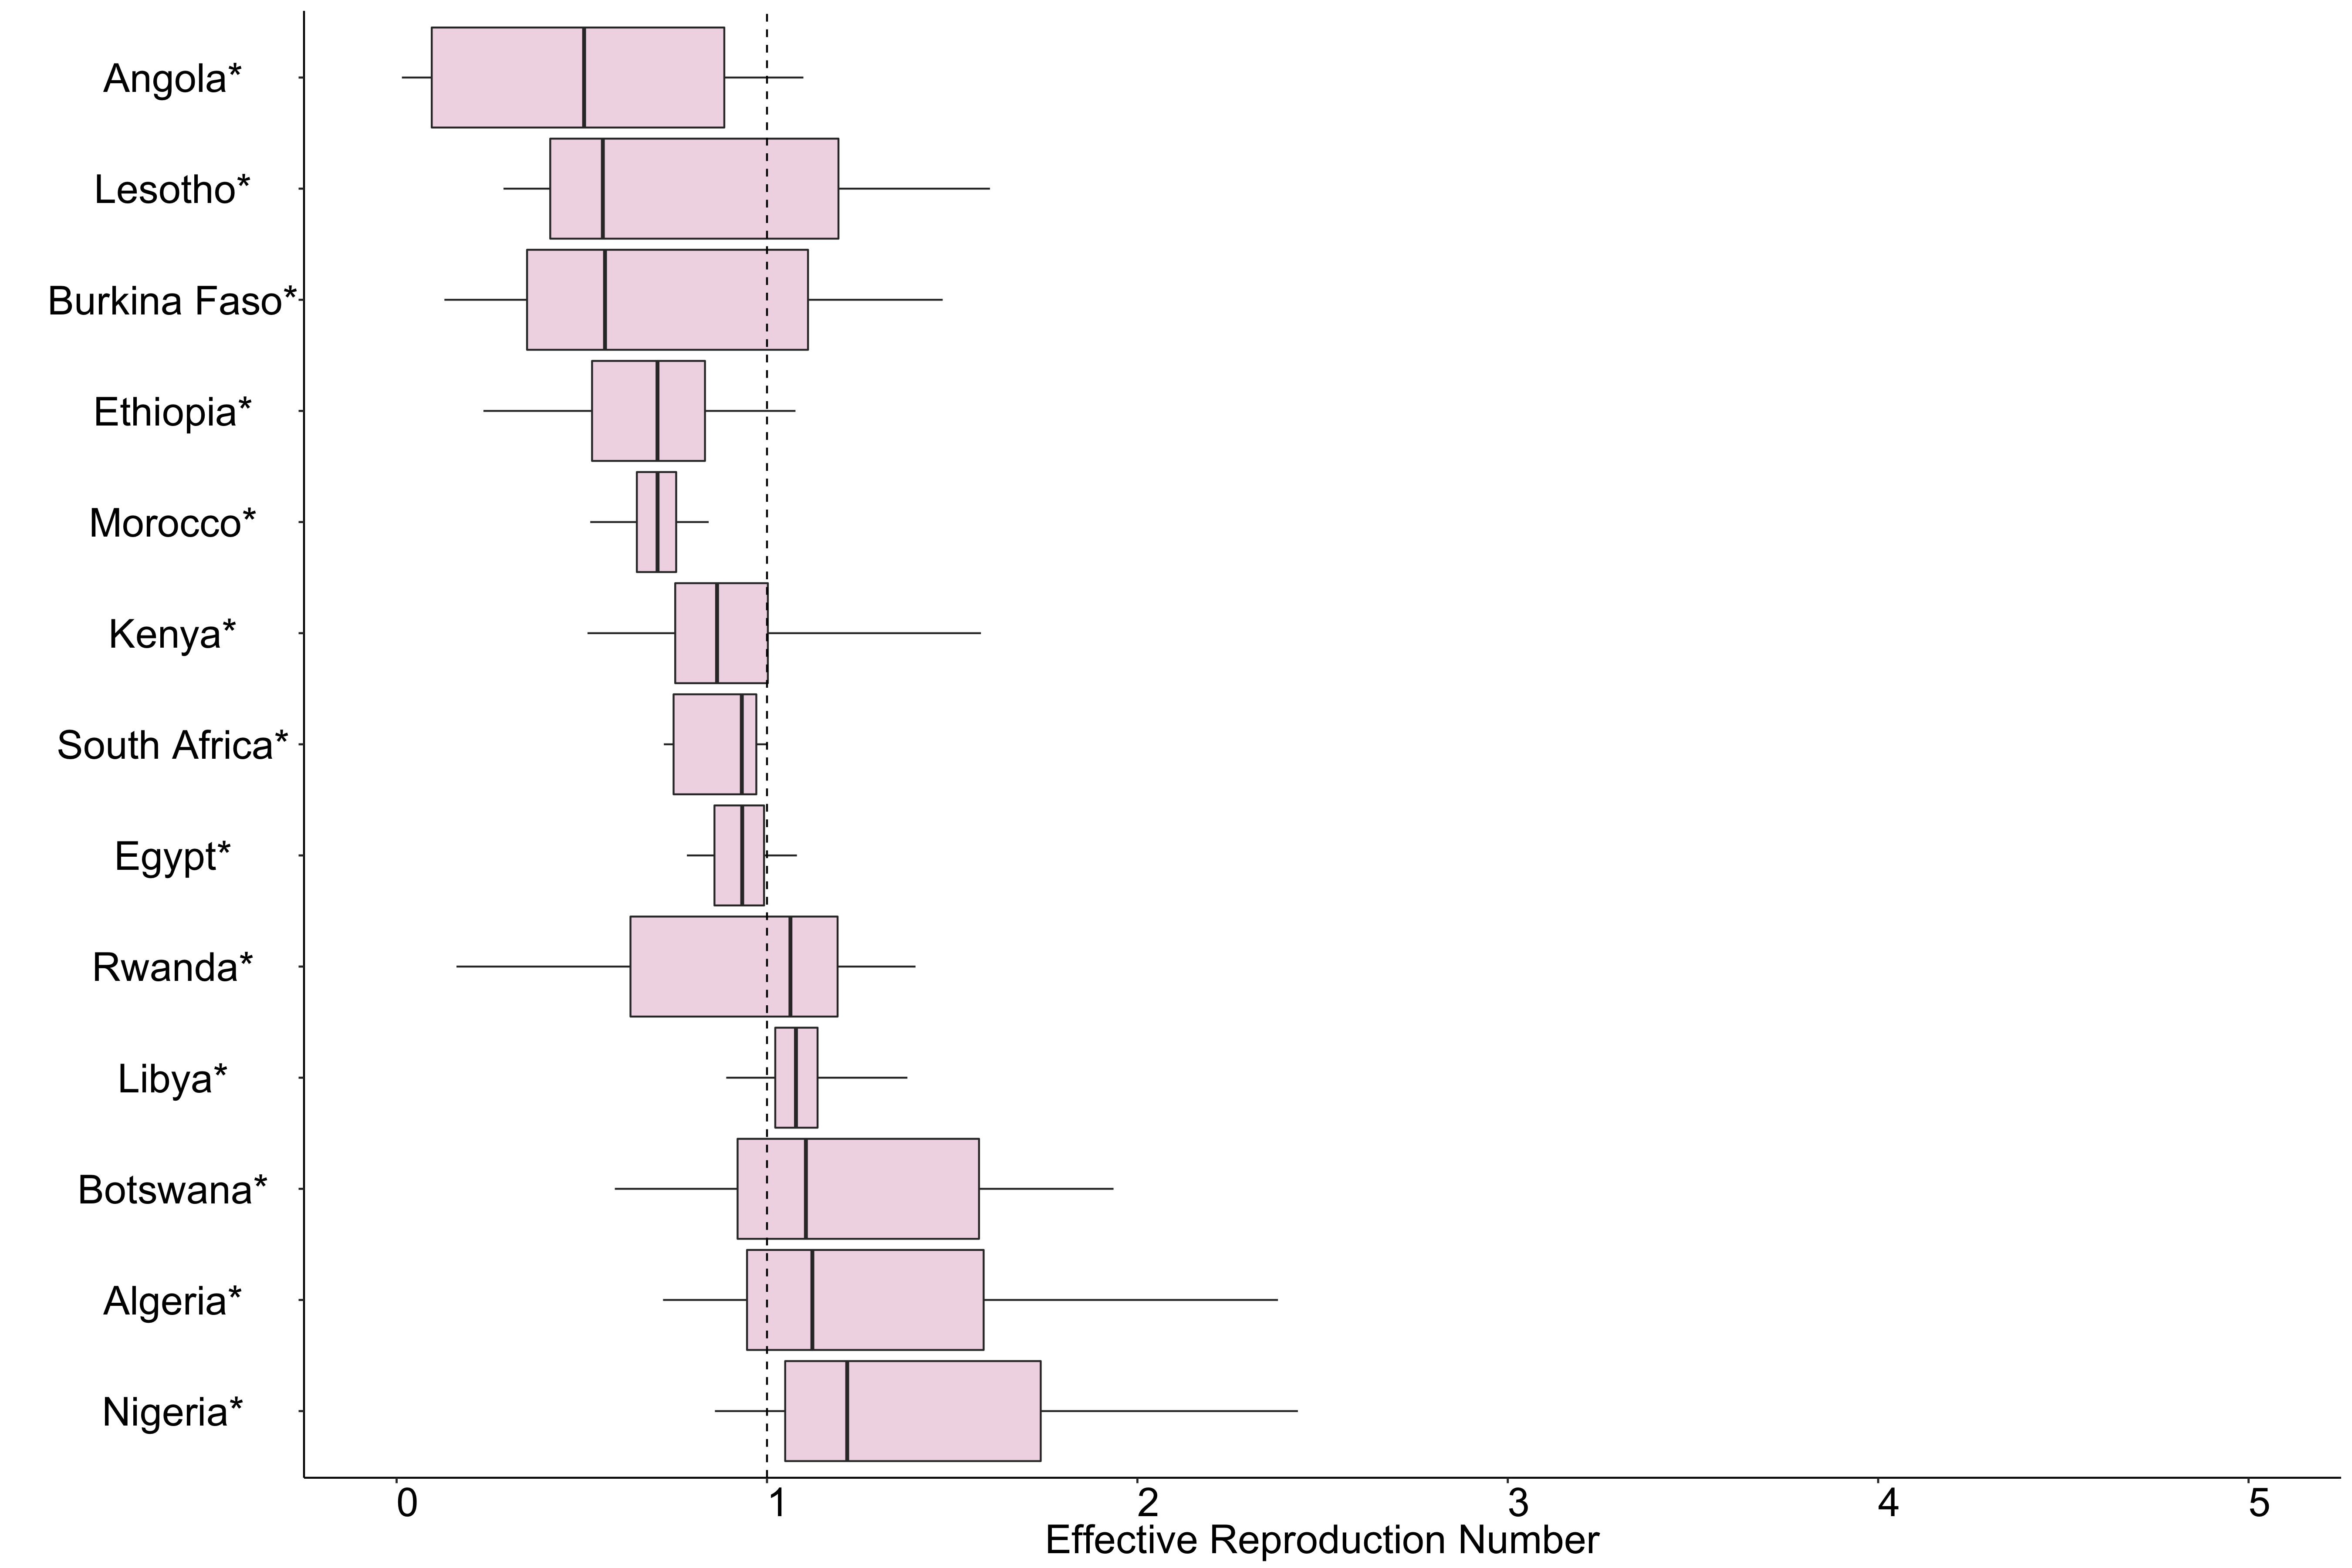 Angola*
Lesotho*
Burkina Faso*
Ethiopia*
Morocco*
Kenya*
South Africa*
Egypt*
Rwanda*
Libya*
Botswana*
Algeria*
Nigeria*
0 1 2 3 4 5
Effective Reproduction Number